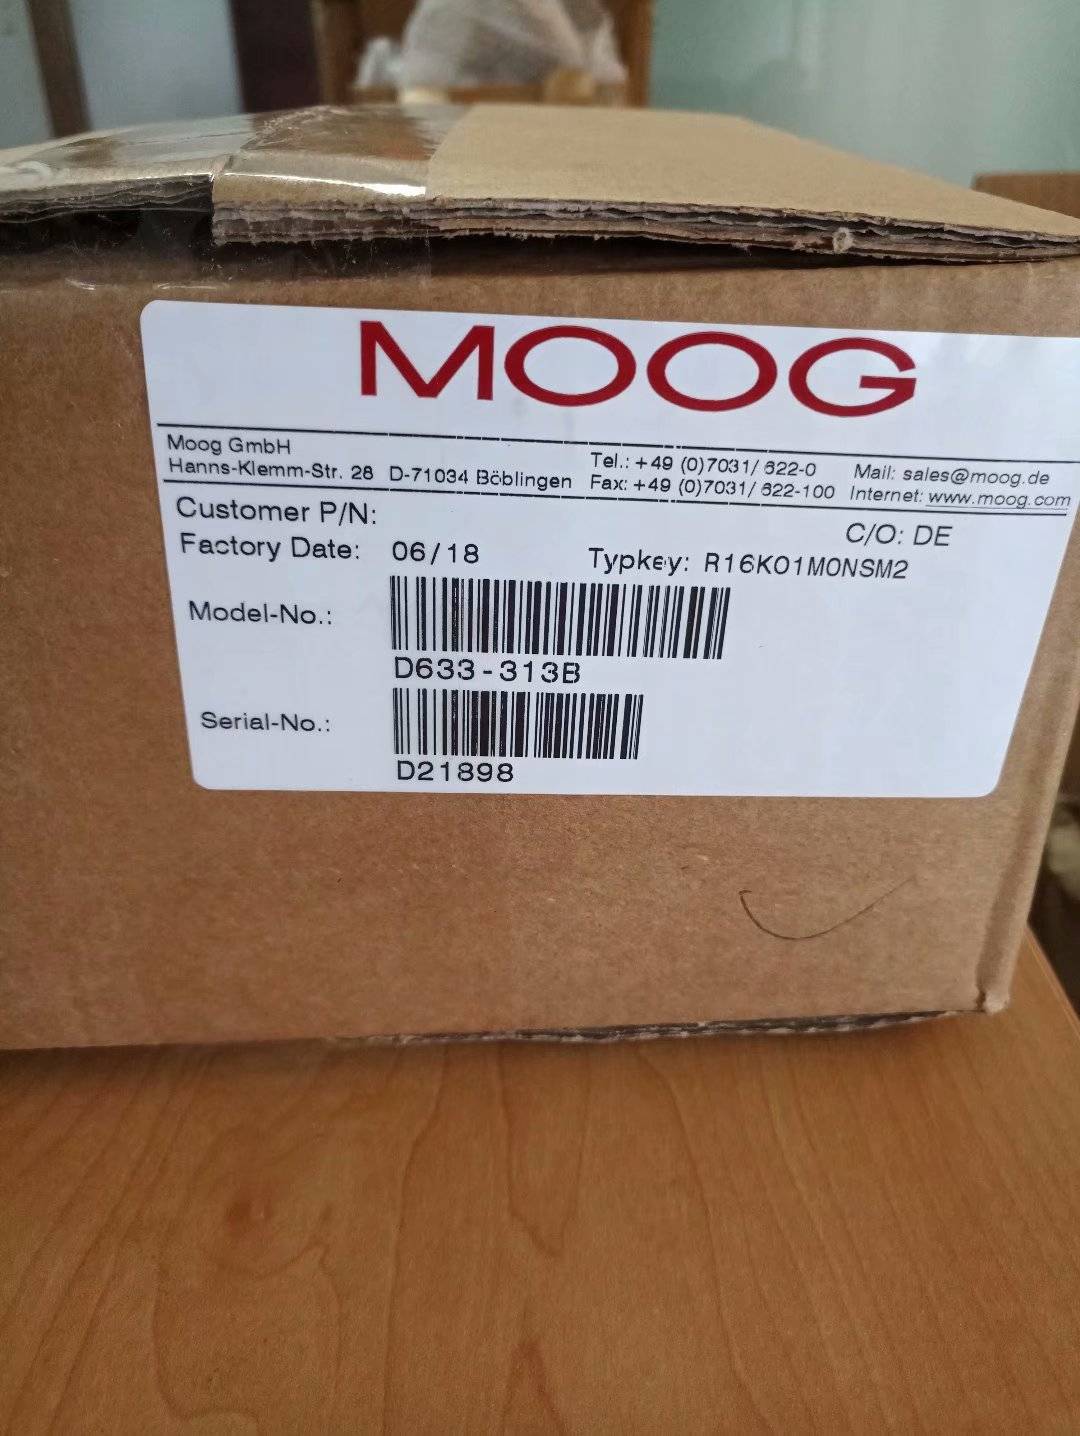 MOOG
Moog GmbH
Hanns-Klemm-Str. 28 D-71034 Böblingen
Tel.: +49 (0)7031/ 622-0
Fax: +49 (0)7031/ 622-100
Mail: sales@moog.de
Internet: www.moog.com
Customer P/N:
C/O: DE
Factory Date: 06/18
Typkey: R16KO1M0NSM2
Model-No.:
D633-313B
Serial-No.:
D21898